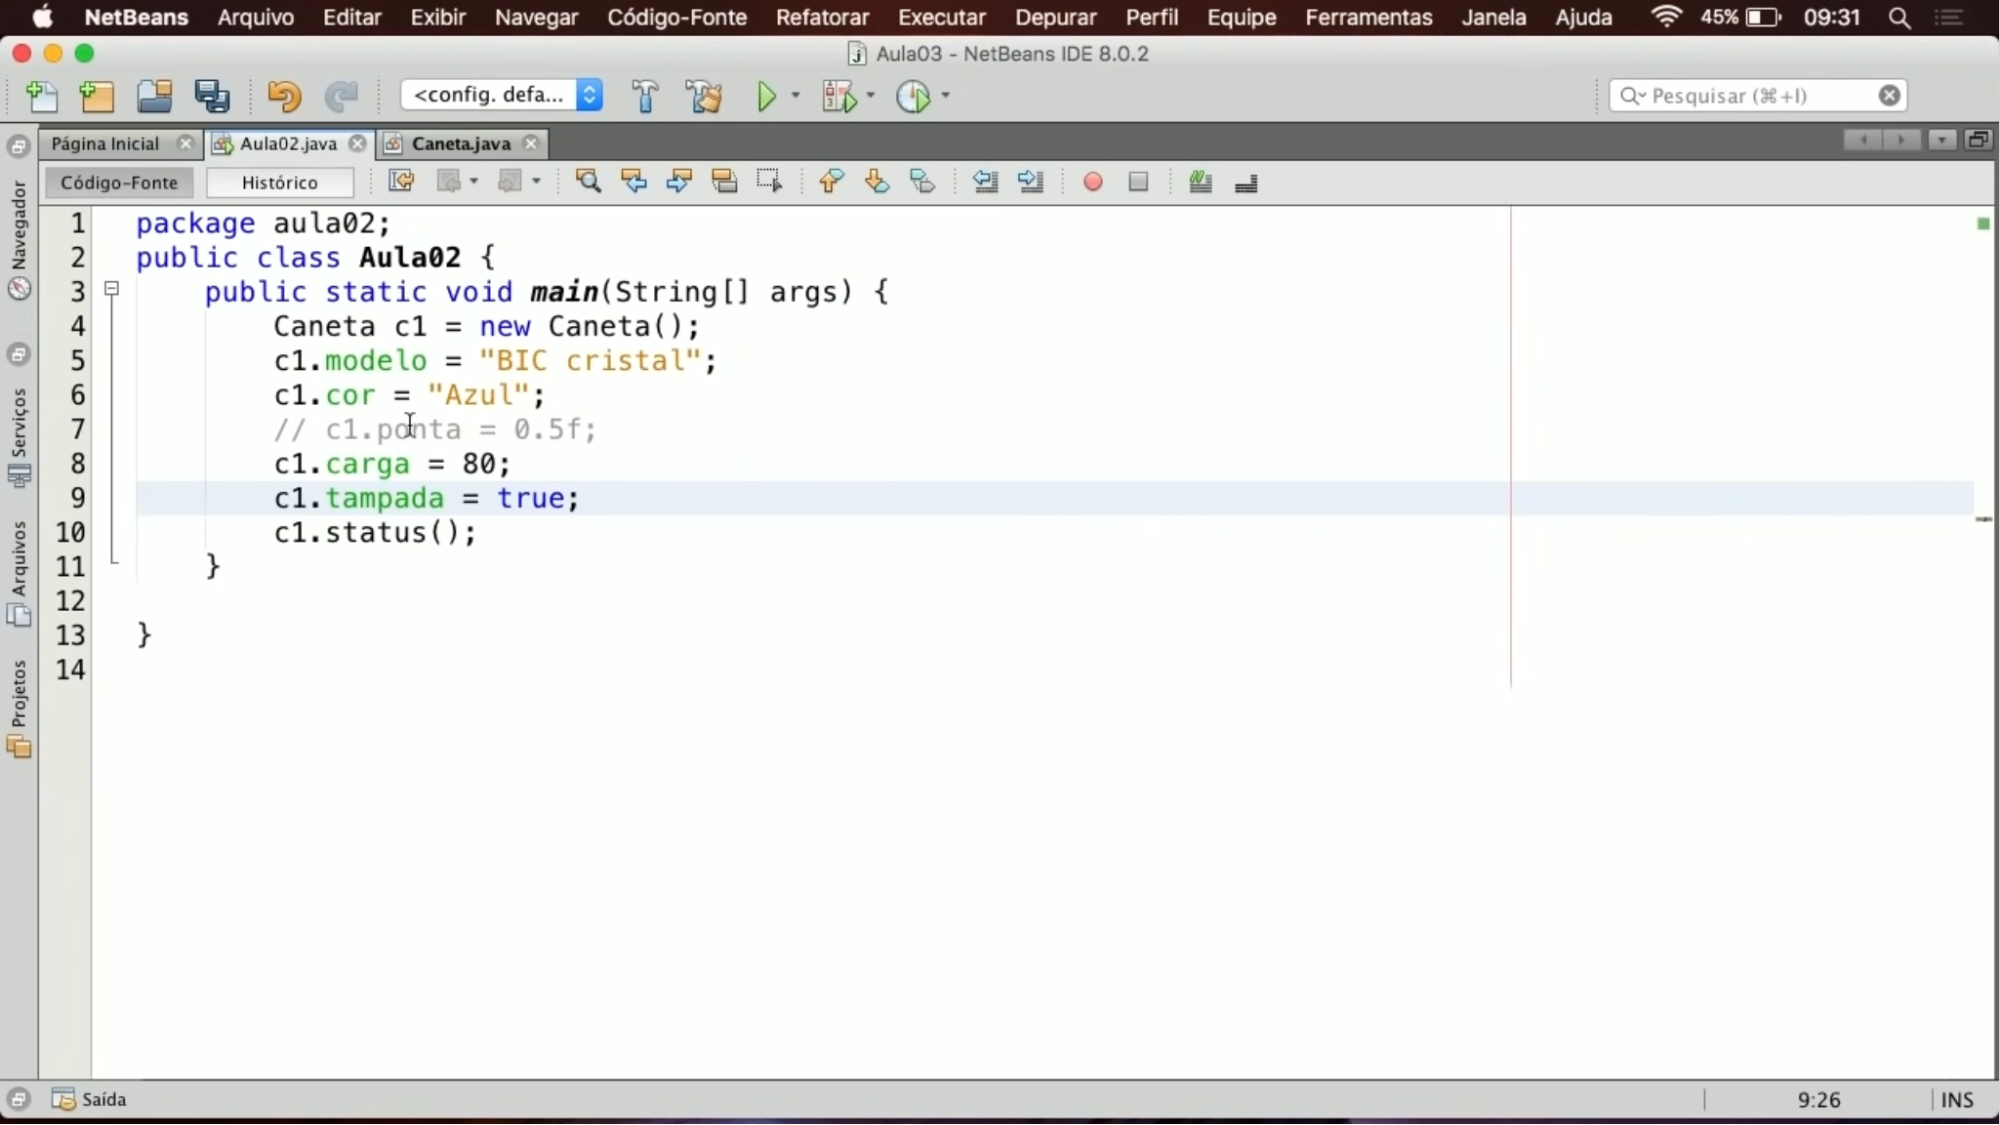 NetBeans Arquivo Editar Exibir Navegar Código-Fonte Refatorar Executar Depurar Perfil Equipe Ferramentas Janela Ajuda 45% 09:31
Aula03 - NetBeans IDE 8.0.2
<config. defa... Pesquisar (⌘+I)
Página Inicial Aula02.java Caneta.java
Código-Fonte Histórico
Navegador
Serviços
Arquivos
Projetos
1 package aula02;
2 public class Aula02 {
3 public static void main(String[] args) {
4 Caneta c1 = new Caneta();
5 c1.modelo = "BIC cristal";
6 c1.cor = "Azul";
7 // c1.ponta = 0.5f;
8 c1.carga = 80;
9 c1.tampada = true;
10 c1.status();
11 }
12
13 }
14
Saída 9:26 INS